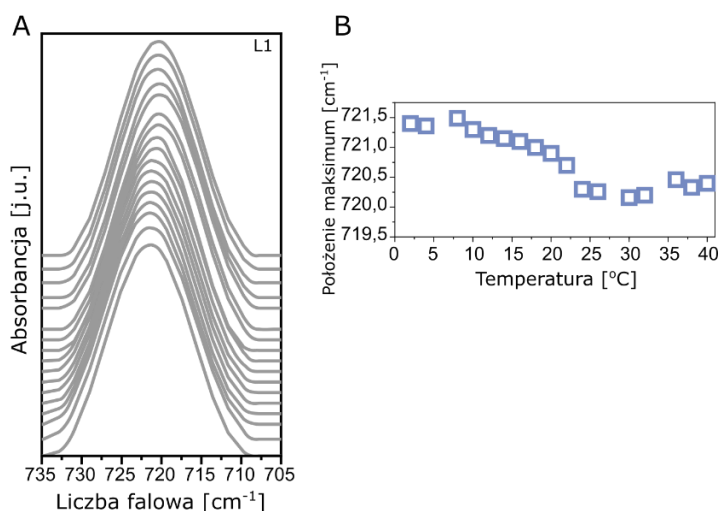 A
L1
Absorbancja [j.u.]
735 730 725 720 715 710 705
Liczba falowa [cm⁻¹]
B
Położenie maksimum [cm⁻¹]
721,5
721,0
720,5
720,0
719,5
0 5 10 15 20 25 30 35 40
Temperatura [°C]